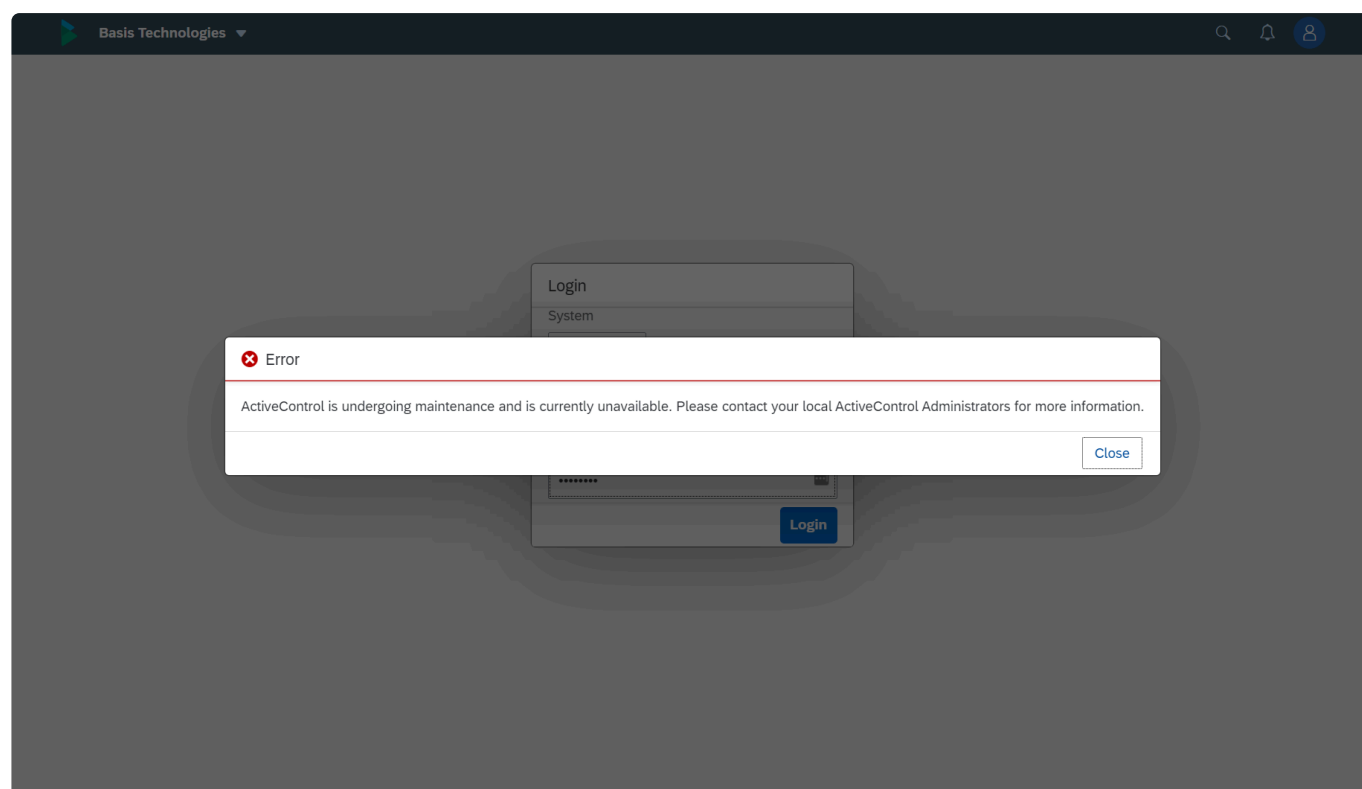 Basis Technologies
Login
System
Error
ActiveControl is undergoing maintenance and is currently unavailable. Please contact your local ActiveControl Administrators for more information.
Close
••••••••
Login